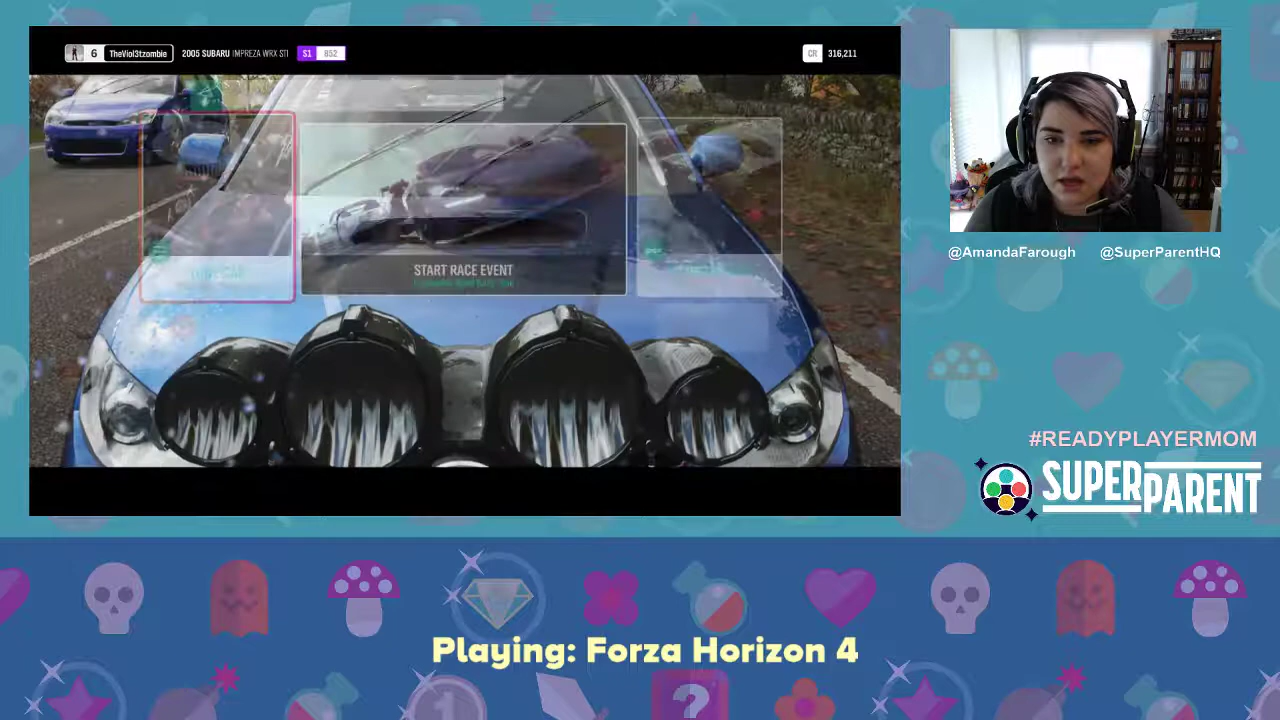 6 TheViol3tzombie 2005 SUBARU IMPREZA WRX STI S1 852 CR 316,211
START RACE EVENT
@AmandaFarough @SuperParentHQ
#READYPLAYERMOM
SUPERPARENT
Playing: Forza Horizon 4